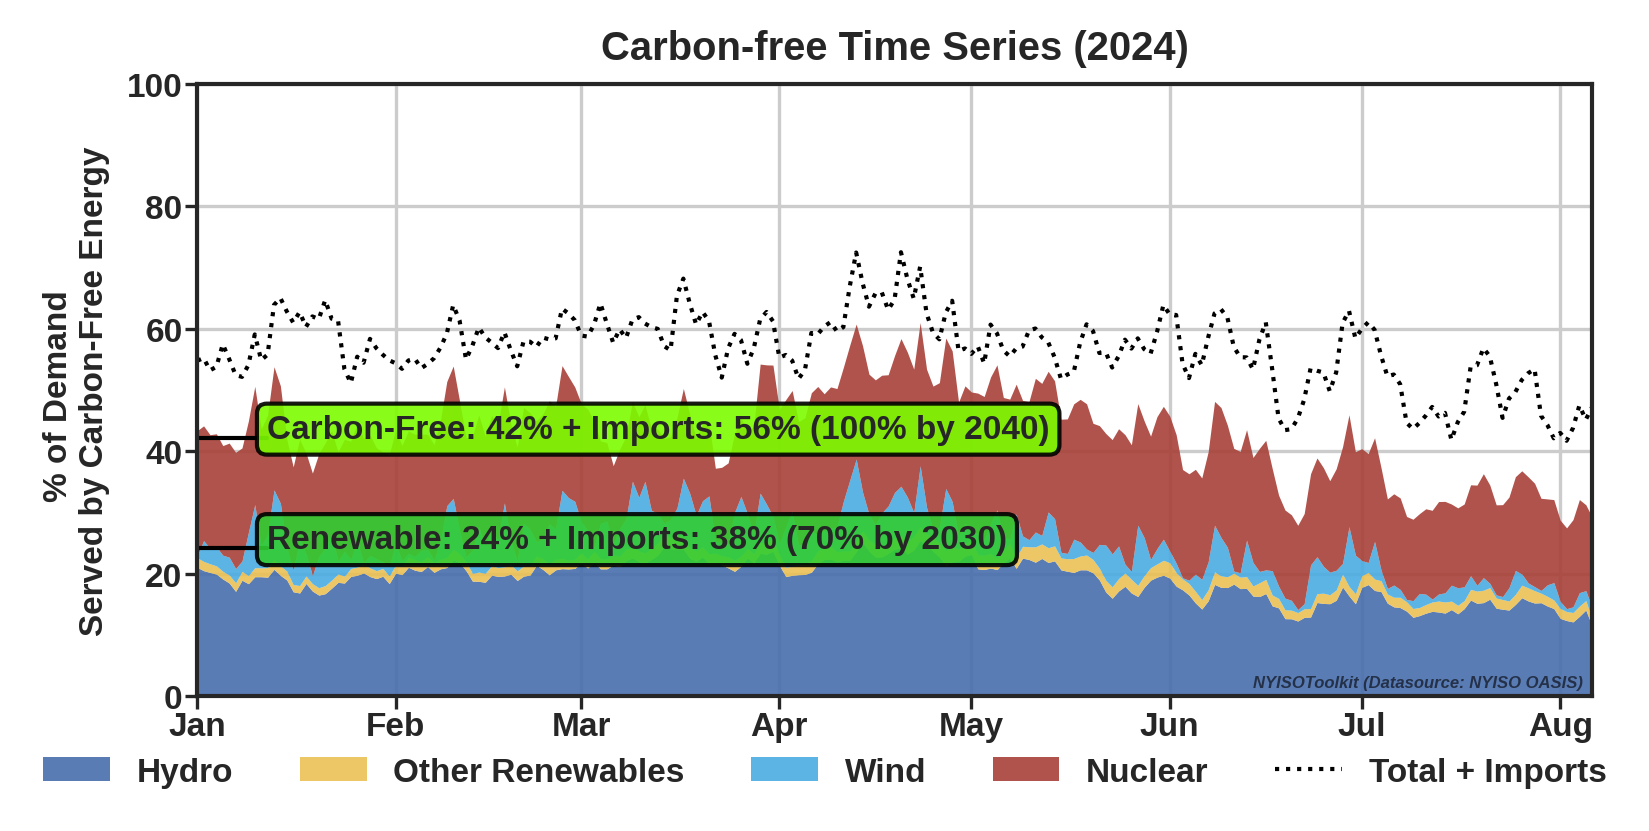 Carbon-free Time Series (2024)
% of Demand
Served by Carbon-Free Energy
100
80
60
40
20
0
Carbon-Free: 42% + Imports: 56% (100% by 2040)
Renewable: 24% + Imports: 38% (70% by 2030)
NYISOToolkit (Datasource: NYISO OASIS)
Jan Feb Mar Apr May Jun Jul Aug
Hydro Other Renewables Wind Nuclear Total + Imports